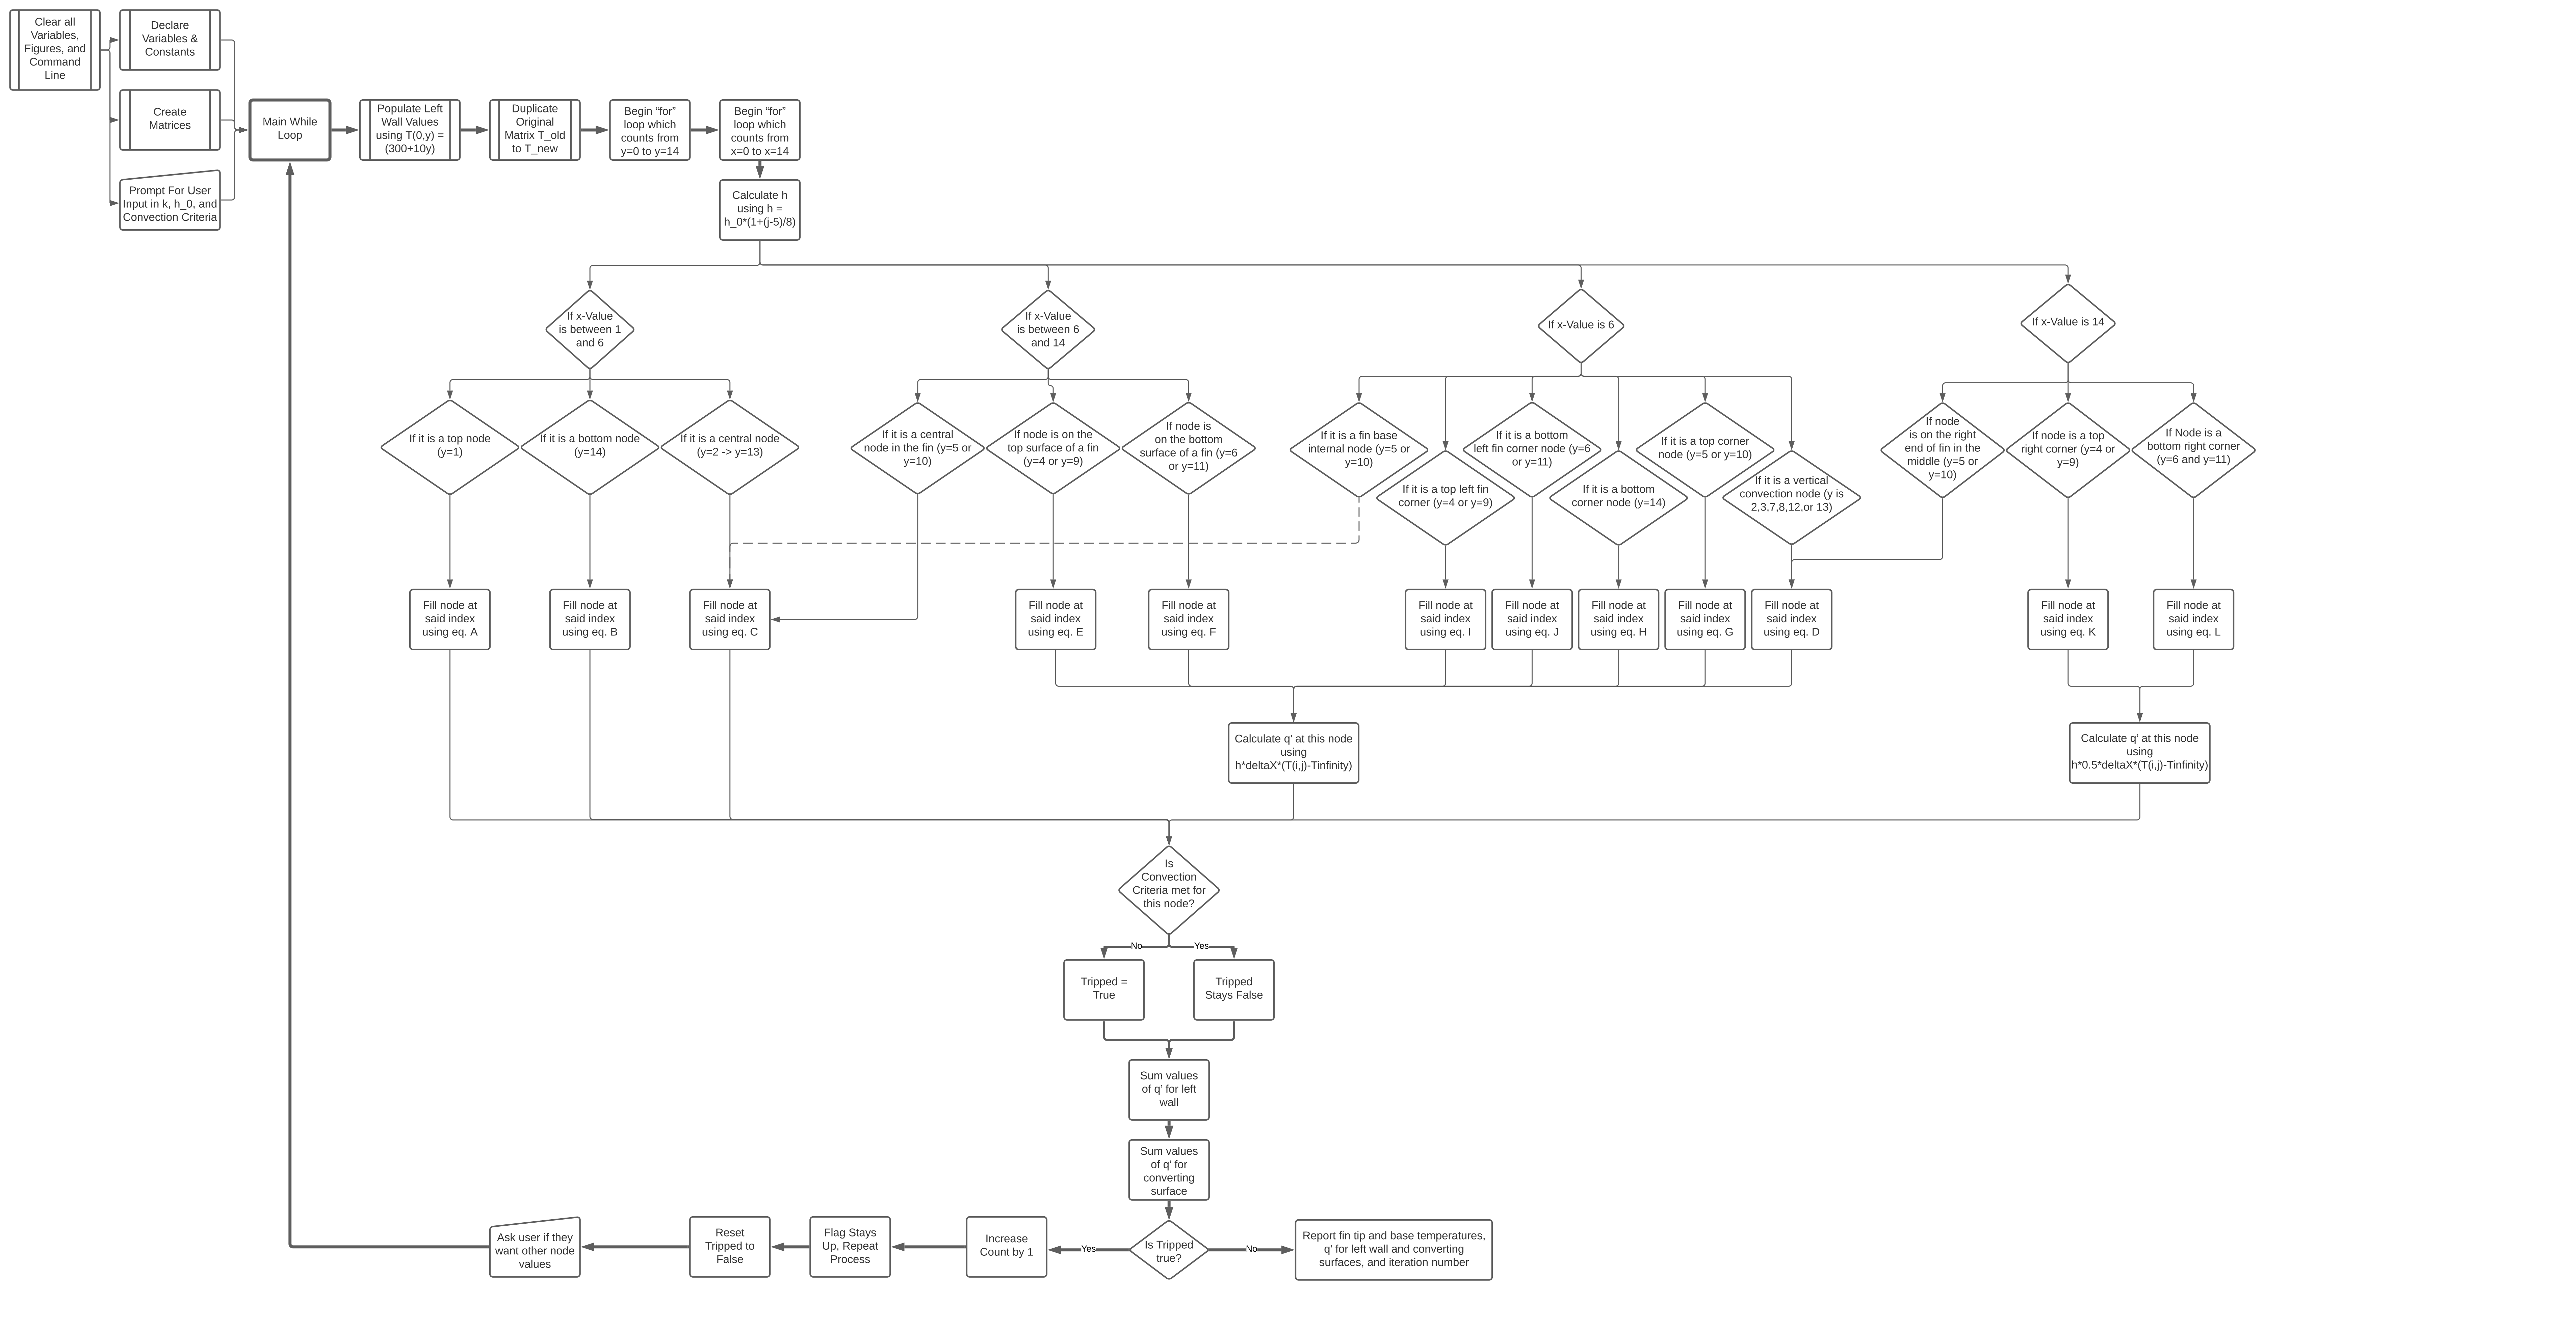 Clear all
Variables,
Figures, and
Command
Line
Declare
Variables &
Constants
Create
Matrices
Prompt For User
Input in k, h_0, and
Convection Criteria
Main While
Loop
Populate Left
Wall Values
using T(0,y) =
(300+10y)
Duplicate
Original
Matrix T_old
to T_new
Begin “for”
loop which
counts from
y=0 to y=14
Begin “for”
loop which
counts from
x=0 to x=14
Calculate h
using h =
h_0*(1+(j-5)/8)
If x-Value
is between 1
and 6
If x-Value
is between 6
and 14
If x-Value is 6
If x-Value is 14
If it is a top node
(y=1)
If it is a bottom node
(y=14)
If it is a central node
(y=2 -> y=13)
If it is a central
node in the fin (y=5 or
y=10)
If node is on the
top surface of a fin
(y=4 or y=9)
If node is
on the bottom
surface of a fin (y=6
or y=11)
If it is a fin base
internal node (y=5 or
y=10)
If it is a top left fin
corner (y=4 or y=9)
If it is a bottom
left fin corner node (y=6
or y=11)
If it is a bottom
corner node (y=14)
If it is a top corner
node (y=5 or y=10)
If it is a vertical
convection node (y is
2,3,7,8,12,or 13)
If node
is on the right
end of fin in the
middle (y=5 or
y=10)
If node is a top
right corner (y=4 or
y=9)
If Node is a
bottom right corner
(y=6 and y=11)
Fill node at
said index
using eq. A
Fill node at
said index
using eq. B
Fill node at
said index
using eq. C
Fill node at
said index
using eq. E
Fill node at
said index
using eq. F
Fill node at
said index
using eq. I
Fill node at
said index
using eq. J
Fill node at
said index
using eq. H
Fill node at
said index
using eq. G
Fill node at
said index
using eq. D
Fill node at
said index
using eq. K
Fill node at
said index
using eq. L
Calculate q’ at this node
using
h*deltaX*(T(i,j)-Tinfinity)
Calculate q’ at this node
using
h*0.5*deltaX*(T(i,j)-Tinfinity)
Is
Convection
Criteria met for
this node?
No
Yes
Tripped =
True
Tripped
Stays False
Sum values
of q’ for left
wall
Sum values
of q’ for
converting
surface
Is Tripped
true?
Yes
No
Increase
Count by 1
Flag Stays
Up, Repeat
Process
Reset
Tripped to
False
Ask user if they
want other node
values
Report fin tip and base temperatures,
q’ for left wall and converting
surfaces, and iteration number